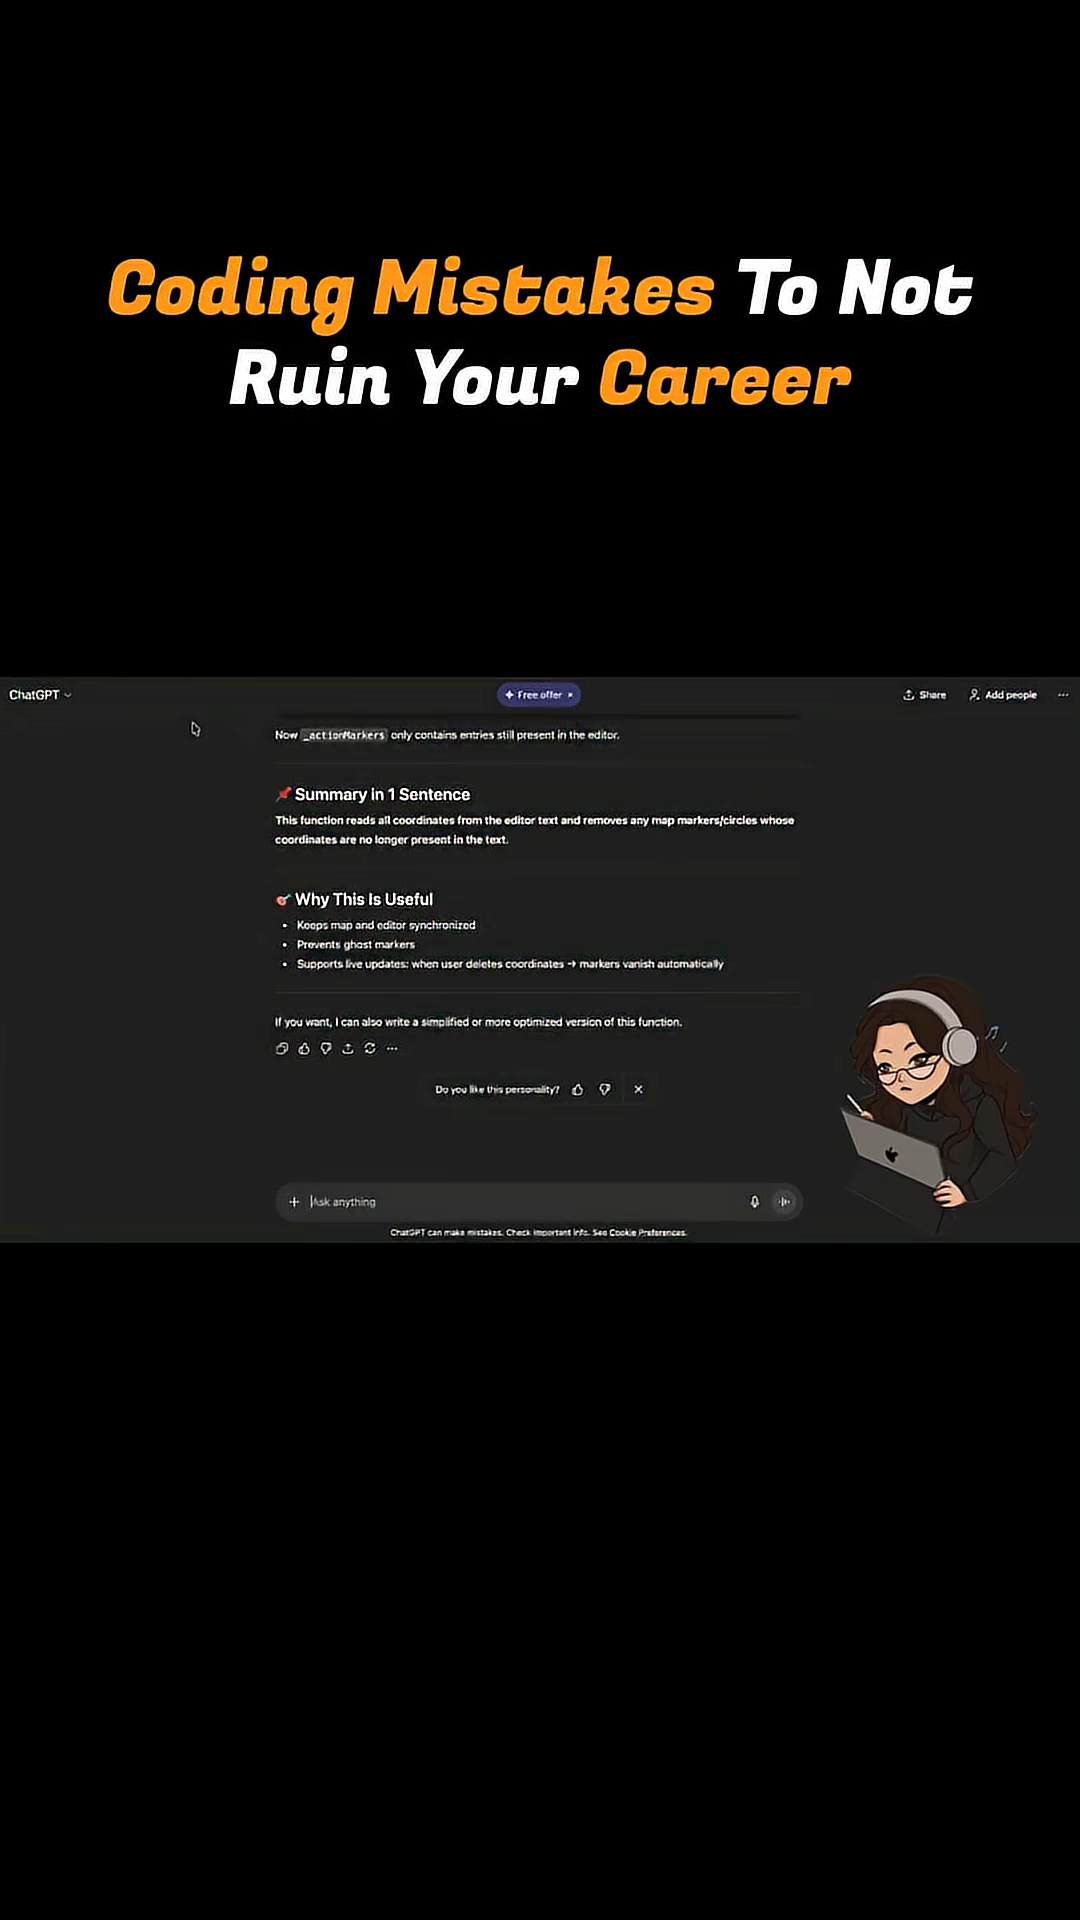 Coding Mistakes To Not
Ruin Your Career
ChatGPT
Free offer
Share
Add people
Now _actionMarkers only contains entries still present in the editor.
Summary in 1 Sentence
This function reads all coordinates from the editor text and removes any map markers/circles whose
coordinates are no longer present in the text.
Why This Is Useful
• Keeps map and editor synchronized
• Prevents ghost markers
• Supports live updates: when user deletes coordinates → markers vanish automatically
If you want, I can also write a simplified or more optimized version of this function.
Do you like this personality?
Ask anything
ChatGPT can make mistakes. Check important info. See Cookie Preferences.